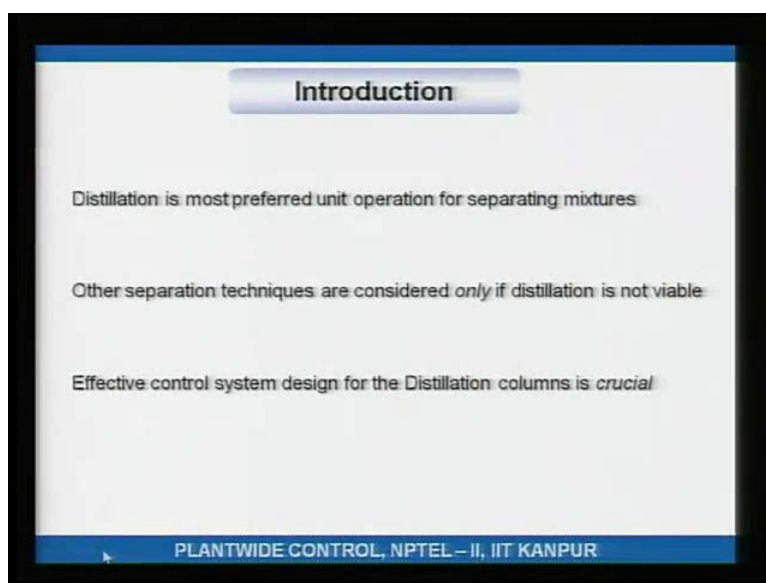 Introduction
Distillation is most preferred unit operation for separating mixtures
Other separation techniques are considered only if distillation is not viable
Effective control system design for the Distillation columns is crucial
PLANTWIDE CONTROL, NPTEL – II, IIT KANPUR